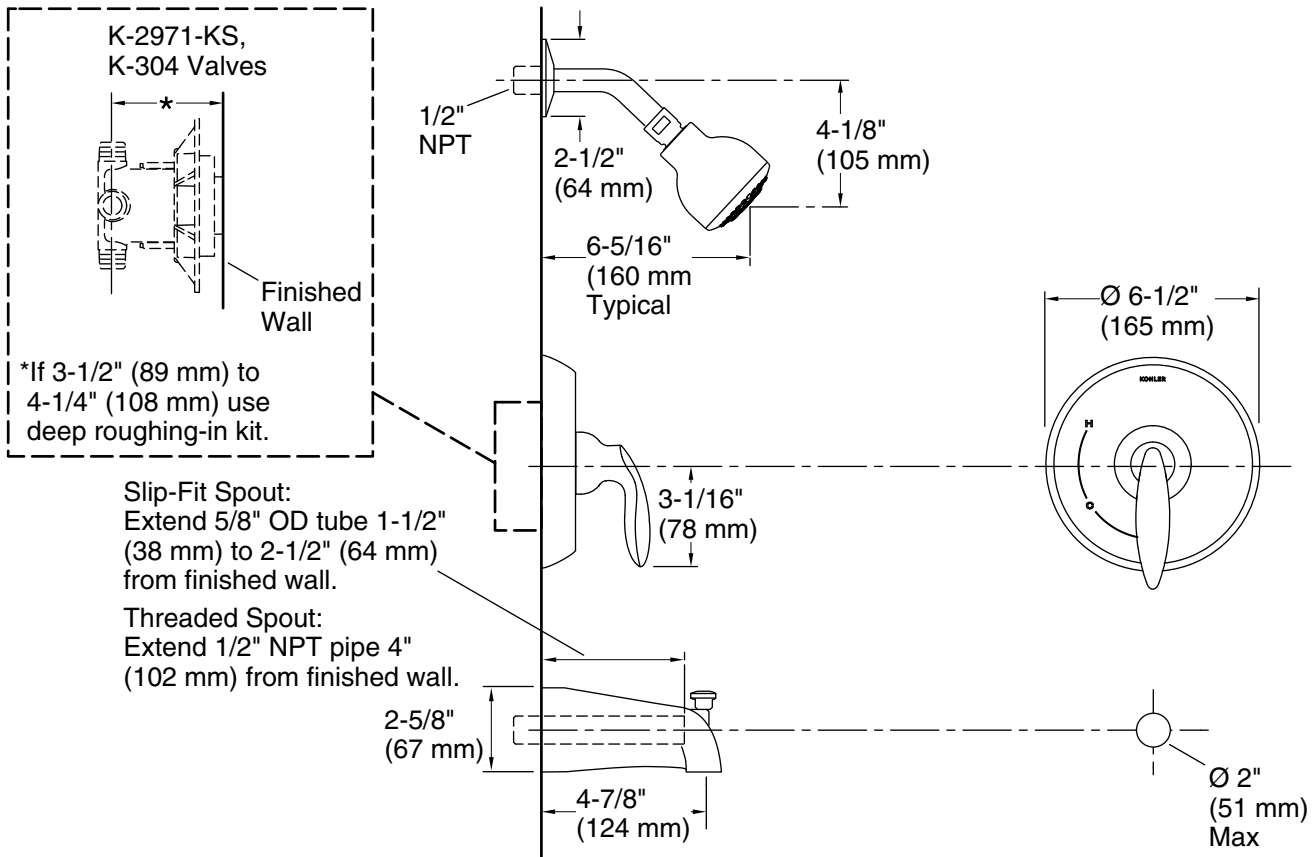 K-2971-KS,
K-304 Valves
*
Finished
Wall
*If 3-1/2" (89 mm) to
4-1/4" (108 mm) use
deep roughing-in kit.
1/2"
NPT
2-1/2"
(64 mm)
4-1/8"
(105 mm)
6-5/16"
(160 mm
Typical
Ø 6-1/2"
(165 mm)
KOHLER
H
C
3-1/16"
(78 mm)
Slip-Fit Spout:
Extend 5/8" OD tube 1-1/2"
(38 mm) to 2-1/2" (64 mm)
from finished wall.
Threaded Spout:
Extend 1/2" NPT pipe 4"
(102 mm) from finished wall.
2-5/8"
(67 mm)
4-7/8"
(124 mm)
Ø 2"
(51 mm)
Max